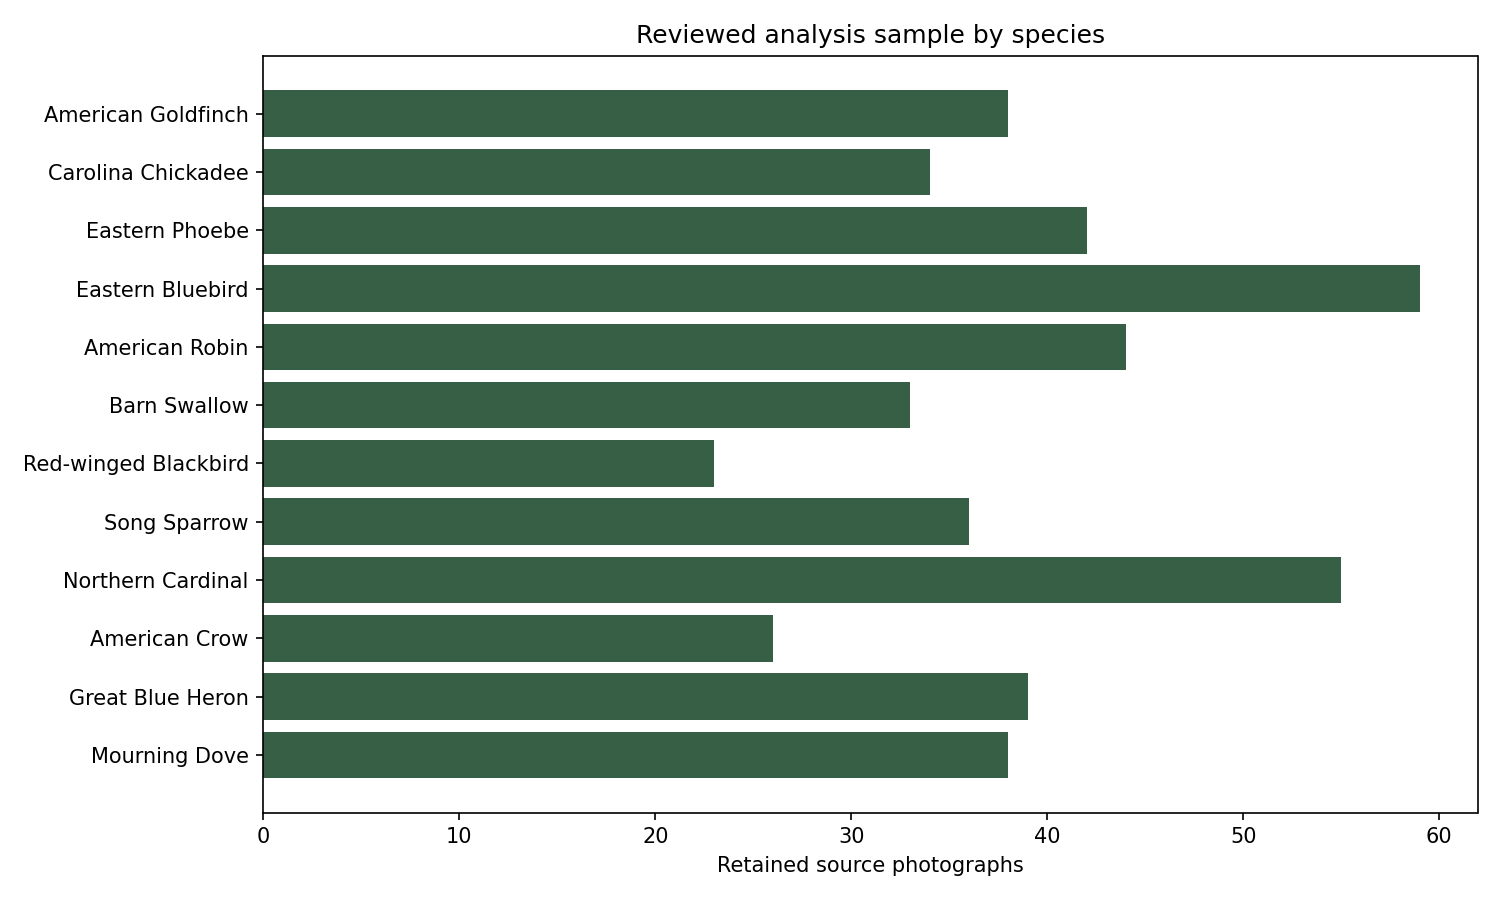 Reviewed analysis sample by species
American Goldfinch
Carolina Chickadee
Eastern Phoebe
Eastern Bluebird
American Robin
Barn Swallow
Red-winged Blackbird
Song Sparrow
Northern Cardinal
American Crow
Great Blue Heron
Mourning Dove
0 10 20 30 40 50 60
Retained source photographs